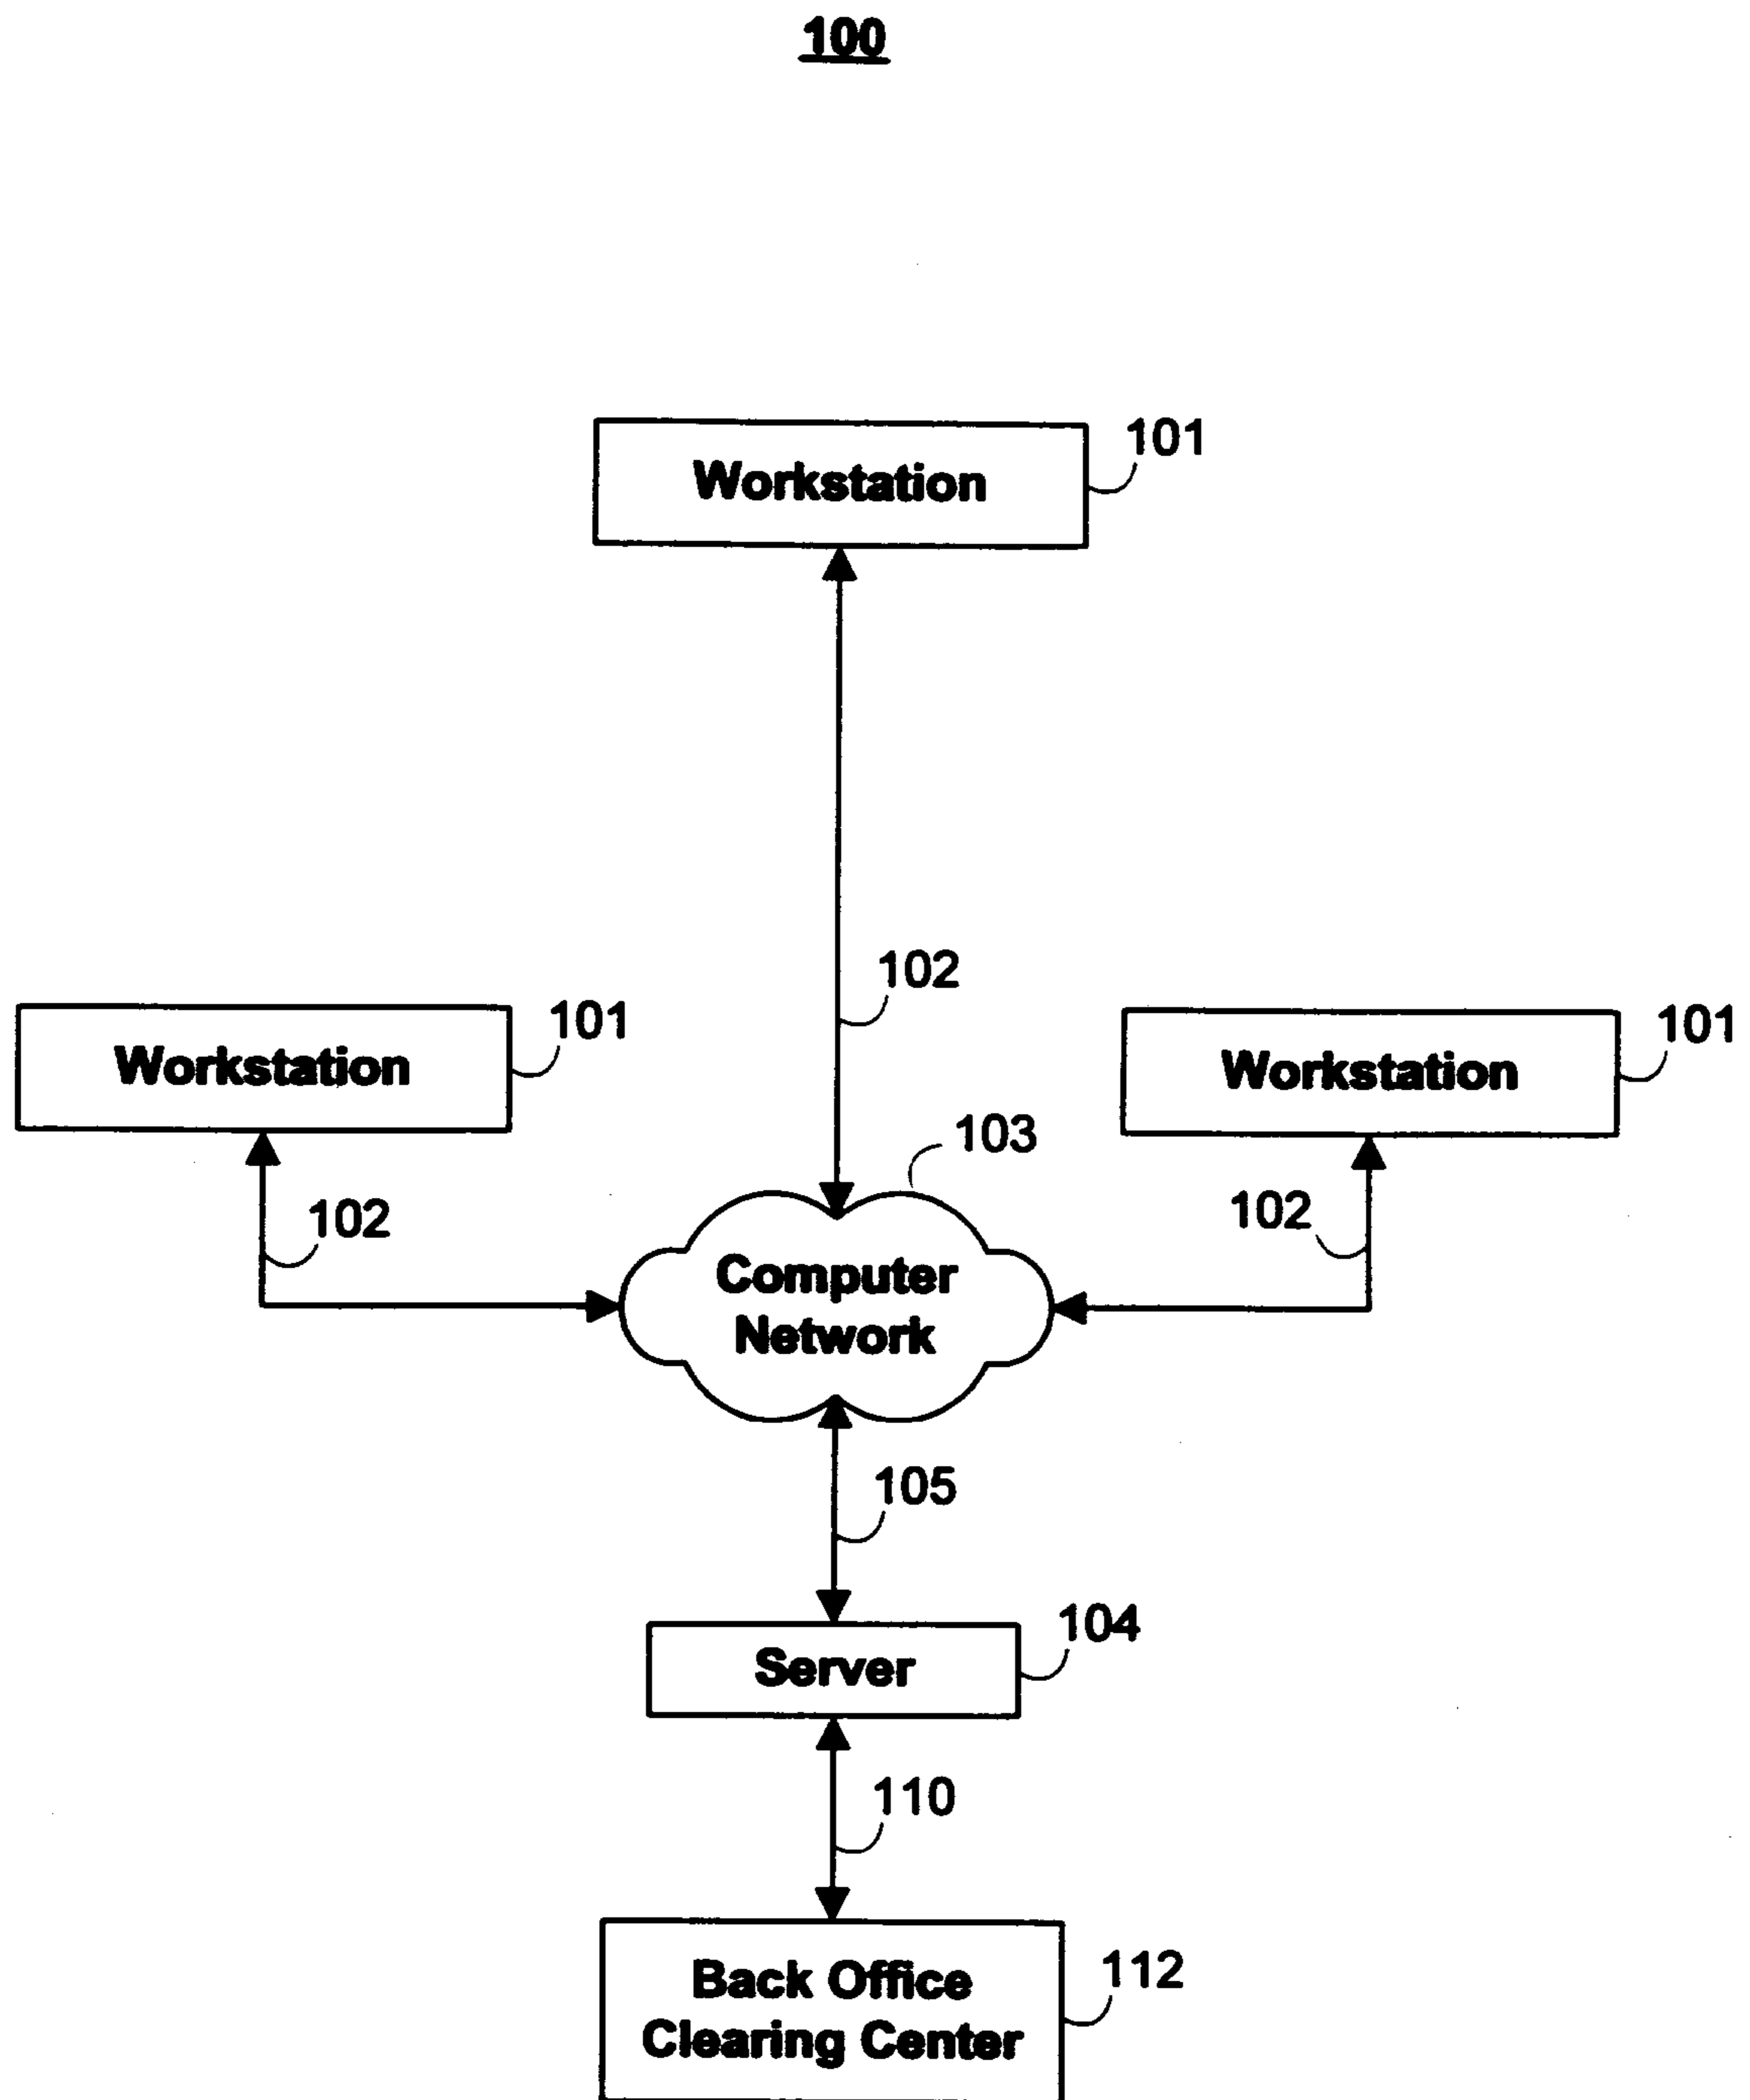 100
Workstation
101
102
Workstation
101
Workstation
101
103
102
102
Computer
Network
105
104
Server
110
Back Office
Clearing Center
112